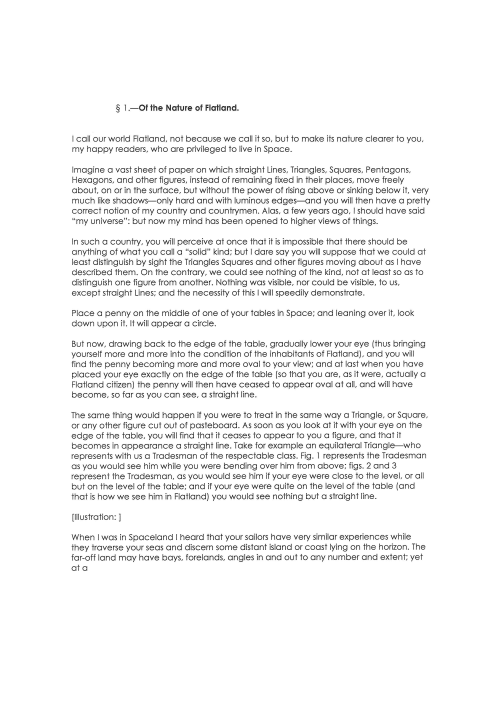 § 1.—Of the Nature of Flatland.
I call our world Flatland, not because we call it so, but to make its nature clearer to you,
my happy readers, who are privileged to live in Space.
Imagine a vast sheet of paper on which straight Lines, Triangles, Squares, Pentagons,
Hexagons, and other figures, instead of remaining fixed in their places, move freely
about, on or in the surface, but without the power of rising above or sinking below it, very
much like shadows—only hard and with luminous edges—and you will then have a pretty
correct notion of my country and countrymen. Alas, a few years ago, I should have said
“my universe”: but now my mind has been opened to higher views of things.
In such a country, you will perceive at once that it is impossible that there should be
anything of what you call a “solid” kind; but I dare say you will suppose that we could at
least distinguish by sight the Triangles Squares and other figures moving about as I have
described them. On the contrary, we could see nothing of the kind, not at least so as to
distinguish one figure from another. Nothing was visible, nor could be visible, to us,
except straight Lines; and the necessity of this I will speedily demonstrate.
Place a penny on the middle of one of your tables in Space; and leaning over it, look
down upon it. It will appear a circle.
But now, drawing back to the edge of the table, gradually lower your eye (thus bringing
yourself more and more into the condition of the inhabitants of Flatland), and you will
find the penny becoming more and more oval to your view; and at last when you have
placed your eye exactly on the edge of the table (so that you are, as it were, actually a
Flatland citizen) the penny will then have ceased to appear oval at all, and will have
become, so far as you can see, a straight line.
The same thing would happen if you were to treat in the same way a Triangle, or Square,
or any other figure cut out of pasteboard. As soon as you look at it with your eye on the
edge of the table, you will find that it ceases to appear to you a figure, and that it
becomes in appearance a straight line. Take for example an equilateral Triangle—who
represents with us a Tradesman of the respectable class. Fig. 1 represents the Tradesman
as you would see him while you were bending over him from above; figs. 2 and 3
represent the Tradesman, as you would see him if your eye were close to the level, or all
but on the level of the table; and if your eye were quite on the level of the table (and
that is how we see him in Flatland) you would see nothing but a straight line.
[Illustration: ]
When I was in Spaceland I heard that your sailors have very similar experiences while
they traverse your seas and discern some distant island or coast lying on the horizon. The
far-off land may have bays, forelands, angles in and out to any number and extent; yet
at a